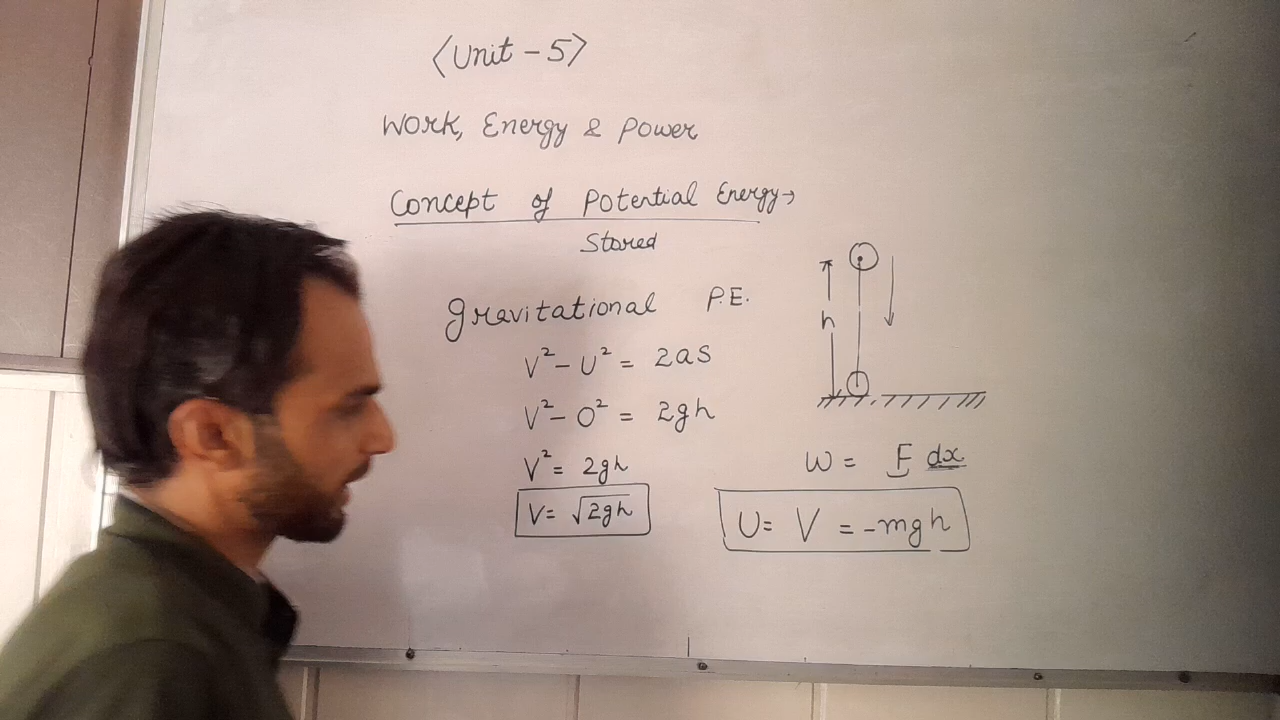 <Unit - 5>
Work, Energy & Power
Concept of Potential Energy→
Stored
gravitational P.E.
V² - U² = 2as
V² - 0² = 2gh
V² = 2gh
V = √2gh
h
W = F dx
U = V = -mgh